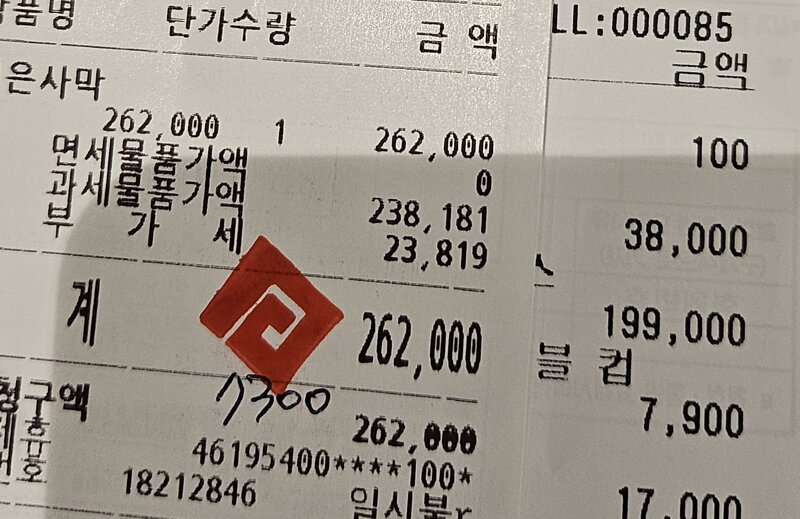 품명 단가수량 금 액
은사막
262,000 1 262,000
면세물품가액 0
과세물품가액 238,181
부 가 세 23,819
계 262,000
7300
청구액 262,000
46195400****100*
18212846 일시불
LL:000085
금액
100
38,000
199,000
블 컵
7,900
17,000